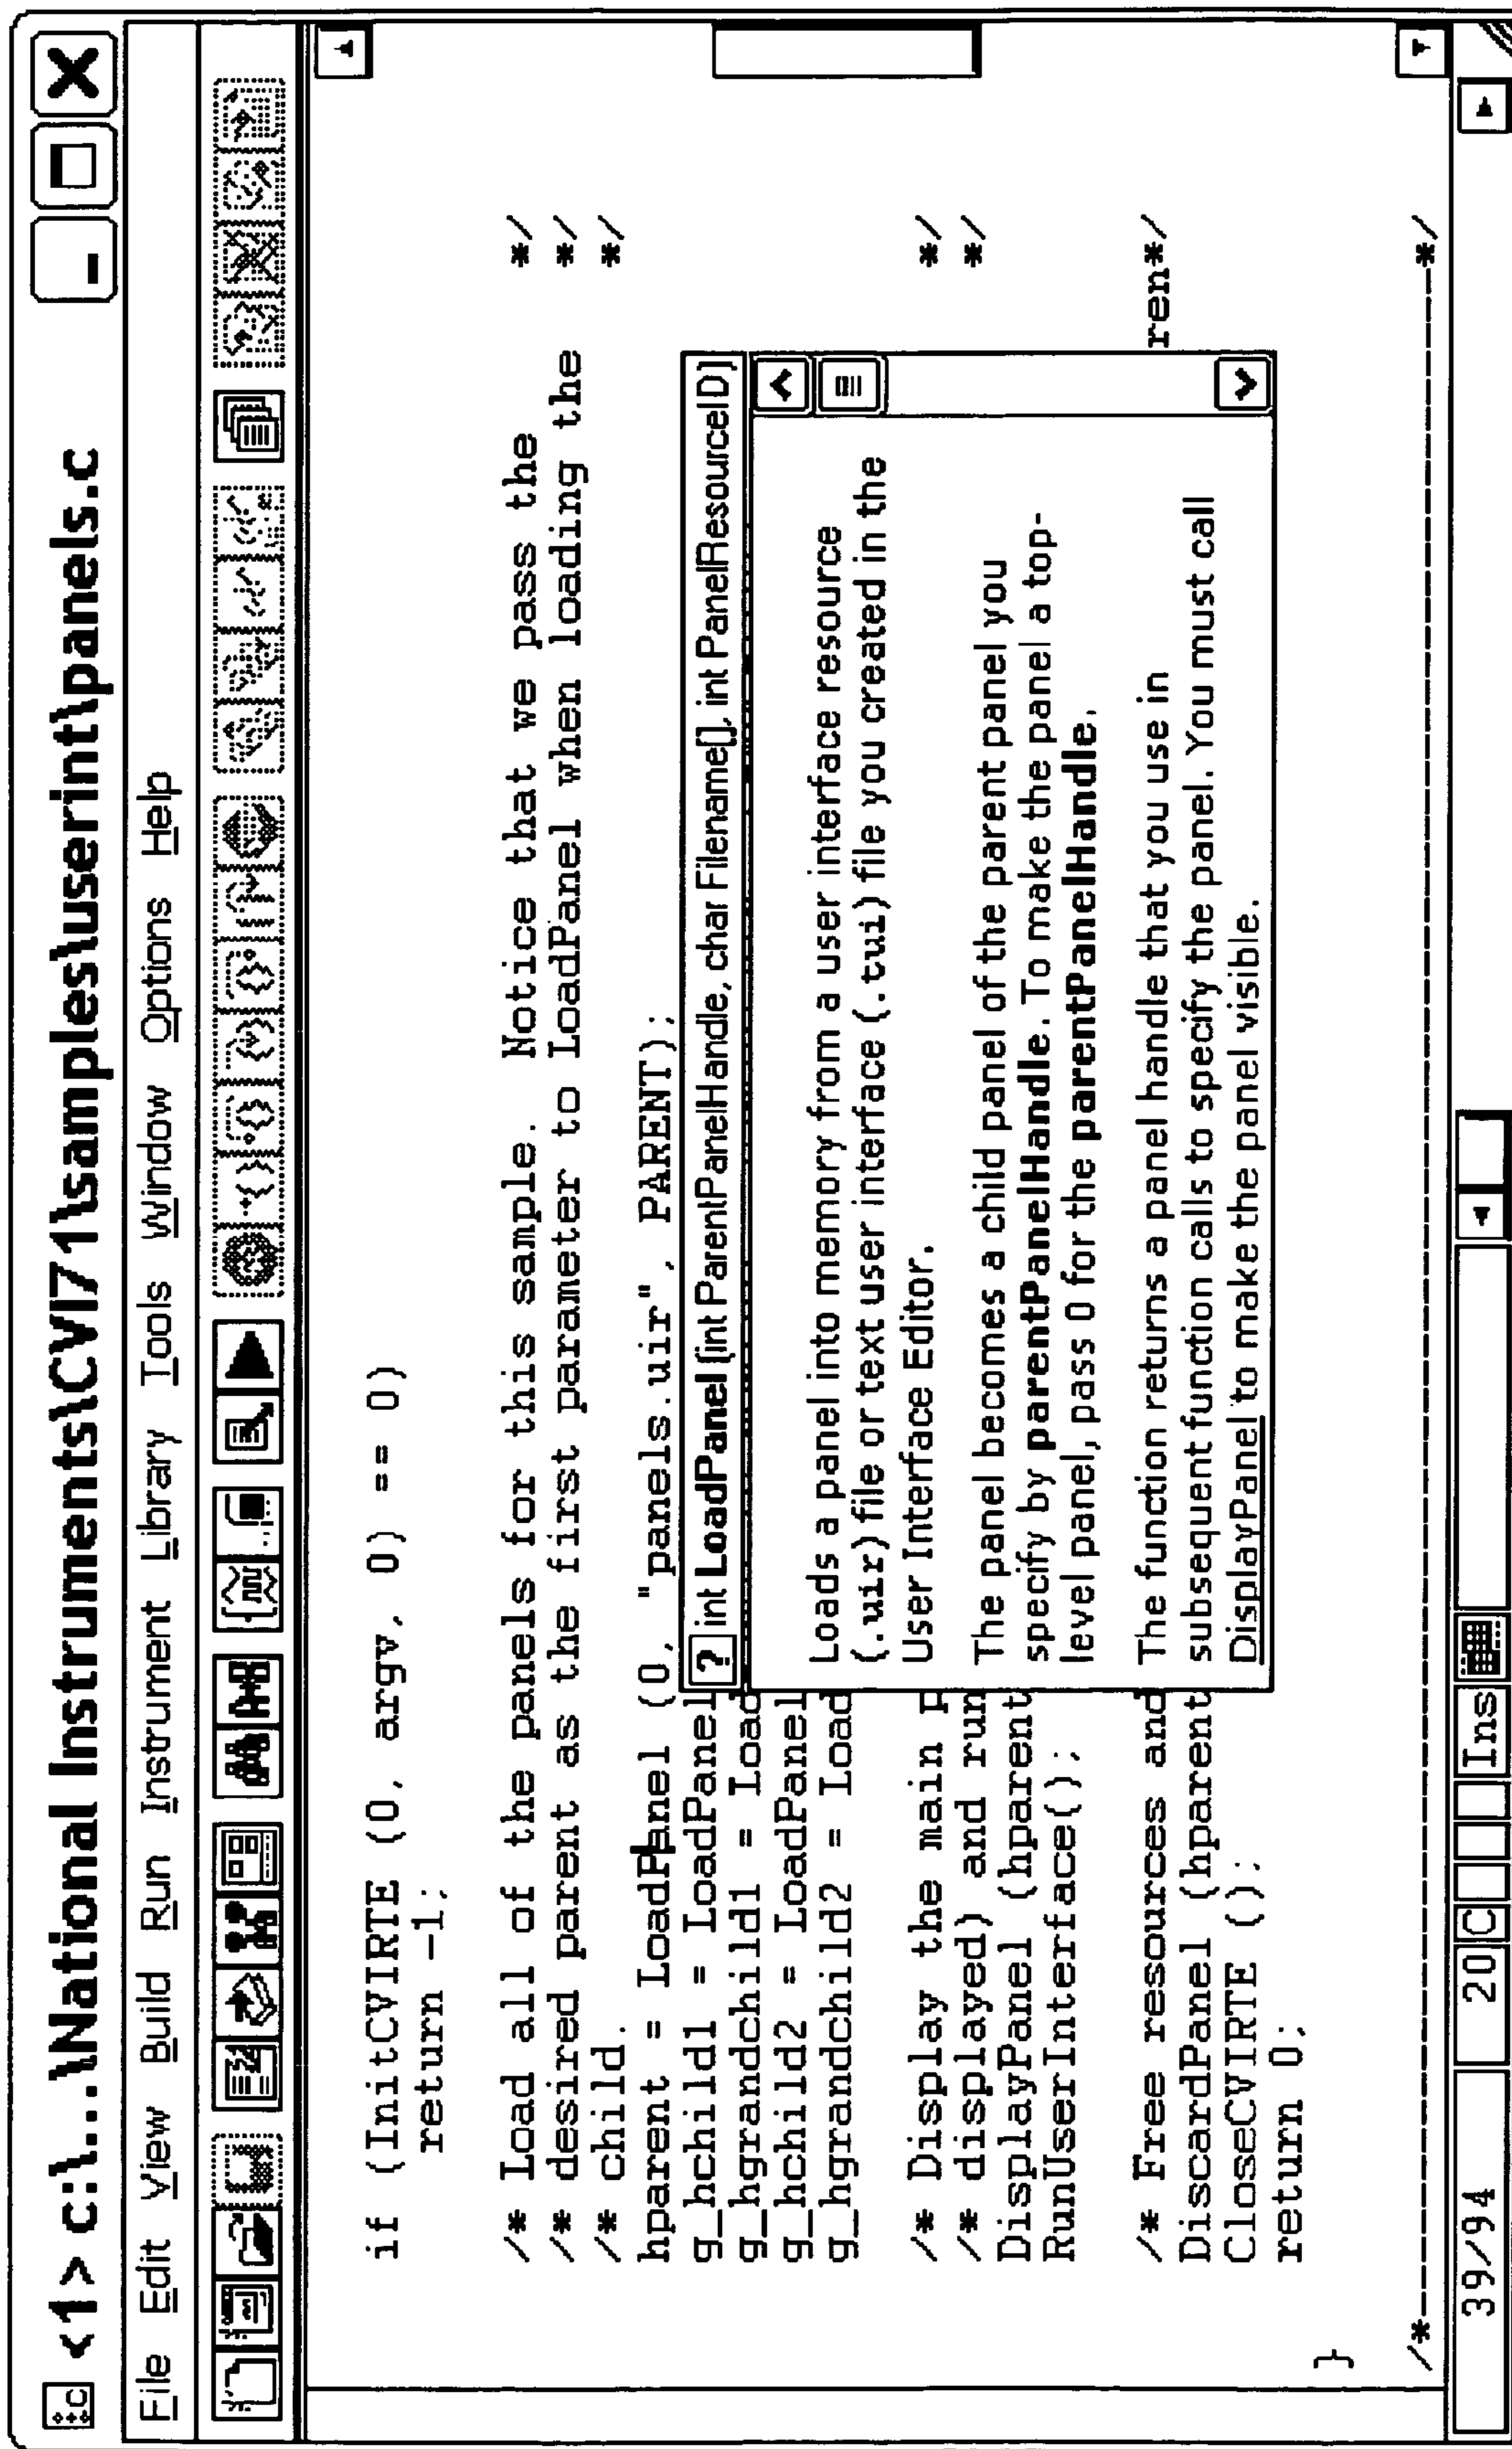 <1> c:\...\National Instruments\CVI71\samples\userint\panels.c
File Edit View Build Run Instrument Library Tools Window Options Help
if (InitCVIRTE (0, argv, 0) == 0)
return -1;
/* Load all of the panels for this sample. Notice that we pass the */
/* desired parent as the first parameter to LoadPanel when loading the */
/* child. */
hparent = LoadPanel (0, "panels.uir", PARENT);
g_hchild1 = LoadPanel
g_hgrandchild1 = Load
g_hchild2 = LoadPanel
g_hgrandchild2 = Load
? int LoadPanel (int ParentPanelHandle, char Filename[], int PanelResourceID)
Loads a panel into memory from a user interface resource
(.uir) file or text user interface (.tui) file you created in the
User Interface Editor.
The panel becomes a child panel of the parent panel you
specify by parentPanelHandle. To make the panel a top-
level panel, pass 0 for the parentPanelHandle.
The function returns a panel handle that you use in
subsequent function calls to specify the panel. You must call
DisplayPanel to make the panel visible.
/* Display the main p */
/* displayed) and run */
DisplayPanel (hparent
RunUserInterface();
/* Free resources and ren*/
DiscardPanel (hparent
CloseCVIRTE ();
return 0;
}
/*---------------------------------------------------------------------*/
39/94 20 C Ins